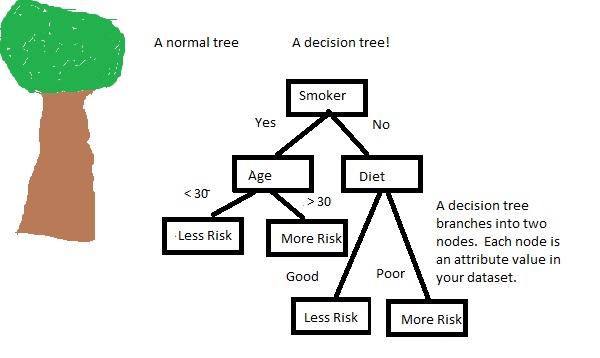 A normal tree
A decision tree!
Smoker
Yes
No
Age
Diet
< 30
> 30
Less Risk
More Risk
Good
Poor
Less Risk
More Risk
A decision tree
branches into two
nodes. Each node is
an attribute value in
your dataset.